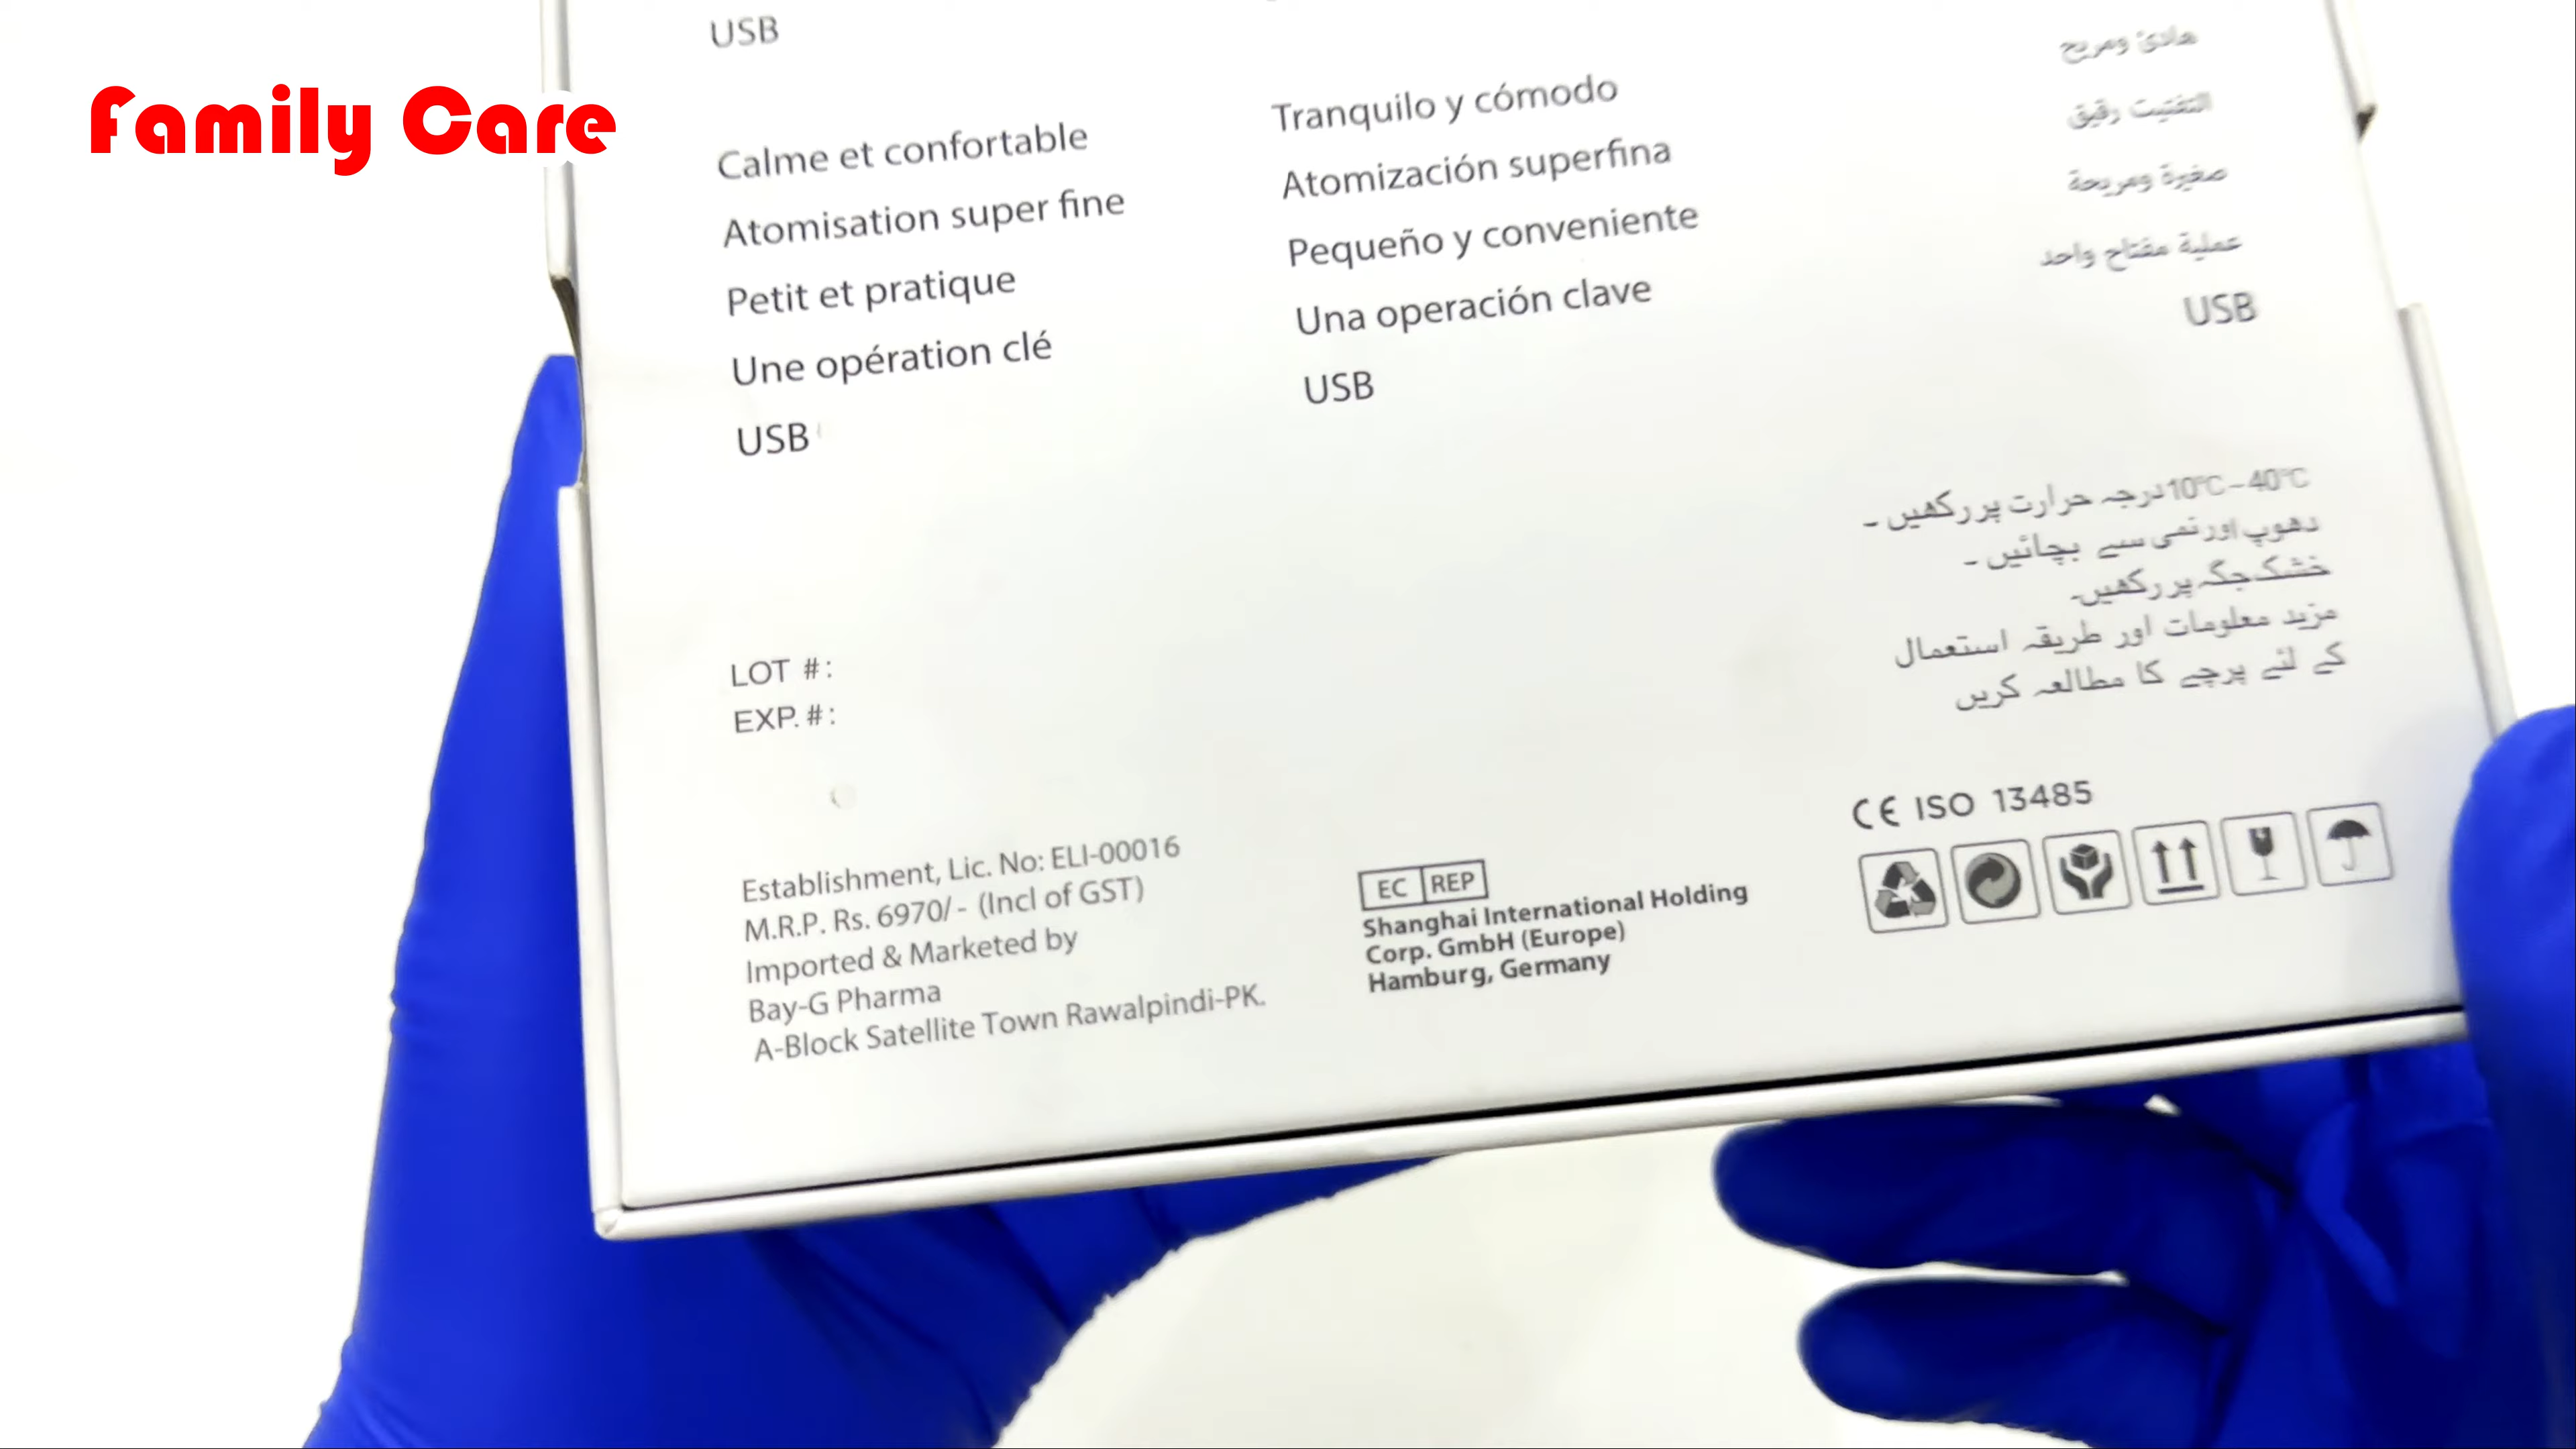 Family Care
USB
Calme et confortable
Atomisation super fine
Petit et pratique
Une opération clé
USB
Tranquilo y cómodo
Atomización superfina
Pequeño y conveniente
Una operación clave
USB
هادئ ومريح
التفتيت رقيق
صغيرة ومريحة
عملية مفتاح واحد
USB
10°C – 40°C درجہ حرارت پر رکھیں ۔
دھوپ اور نمی سے بچائیں ۔
خشک جگہ پر رکھیں۔
مزید معلومات اور طریقہ استعمال
کے لئے پرچے کا مطالعہ کریں
LOT #:
EXP. #:
Establishment, Lic. No: ELI-00016
M.R.P. Rs. 6970/- (Incl of GST)
Imported & Marketed by
Bay-G Pharma
A-Block Satellite Town Rawalpindi-PK.
EC REP
Shanghai International Holding
Corp. GmbH (Europe)
Hamburg, Germany
CE ISO 13485